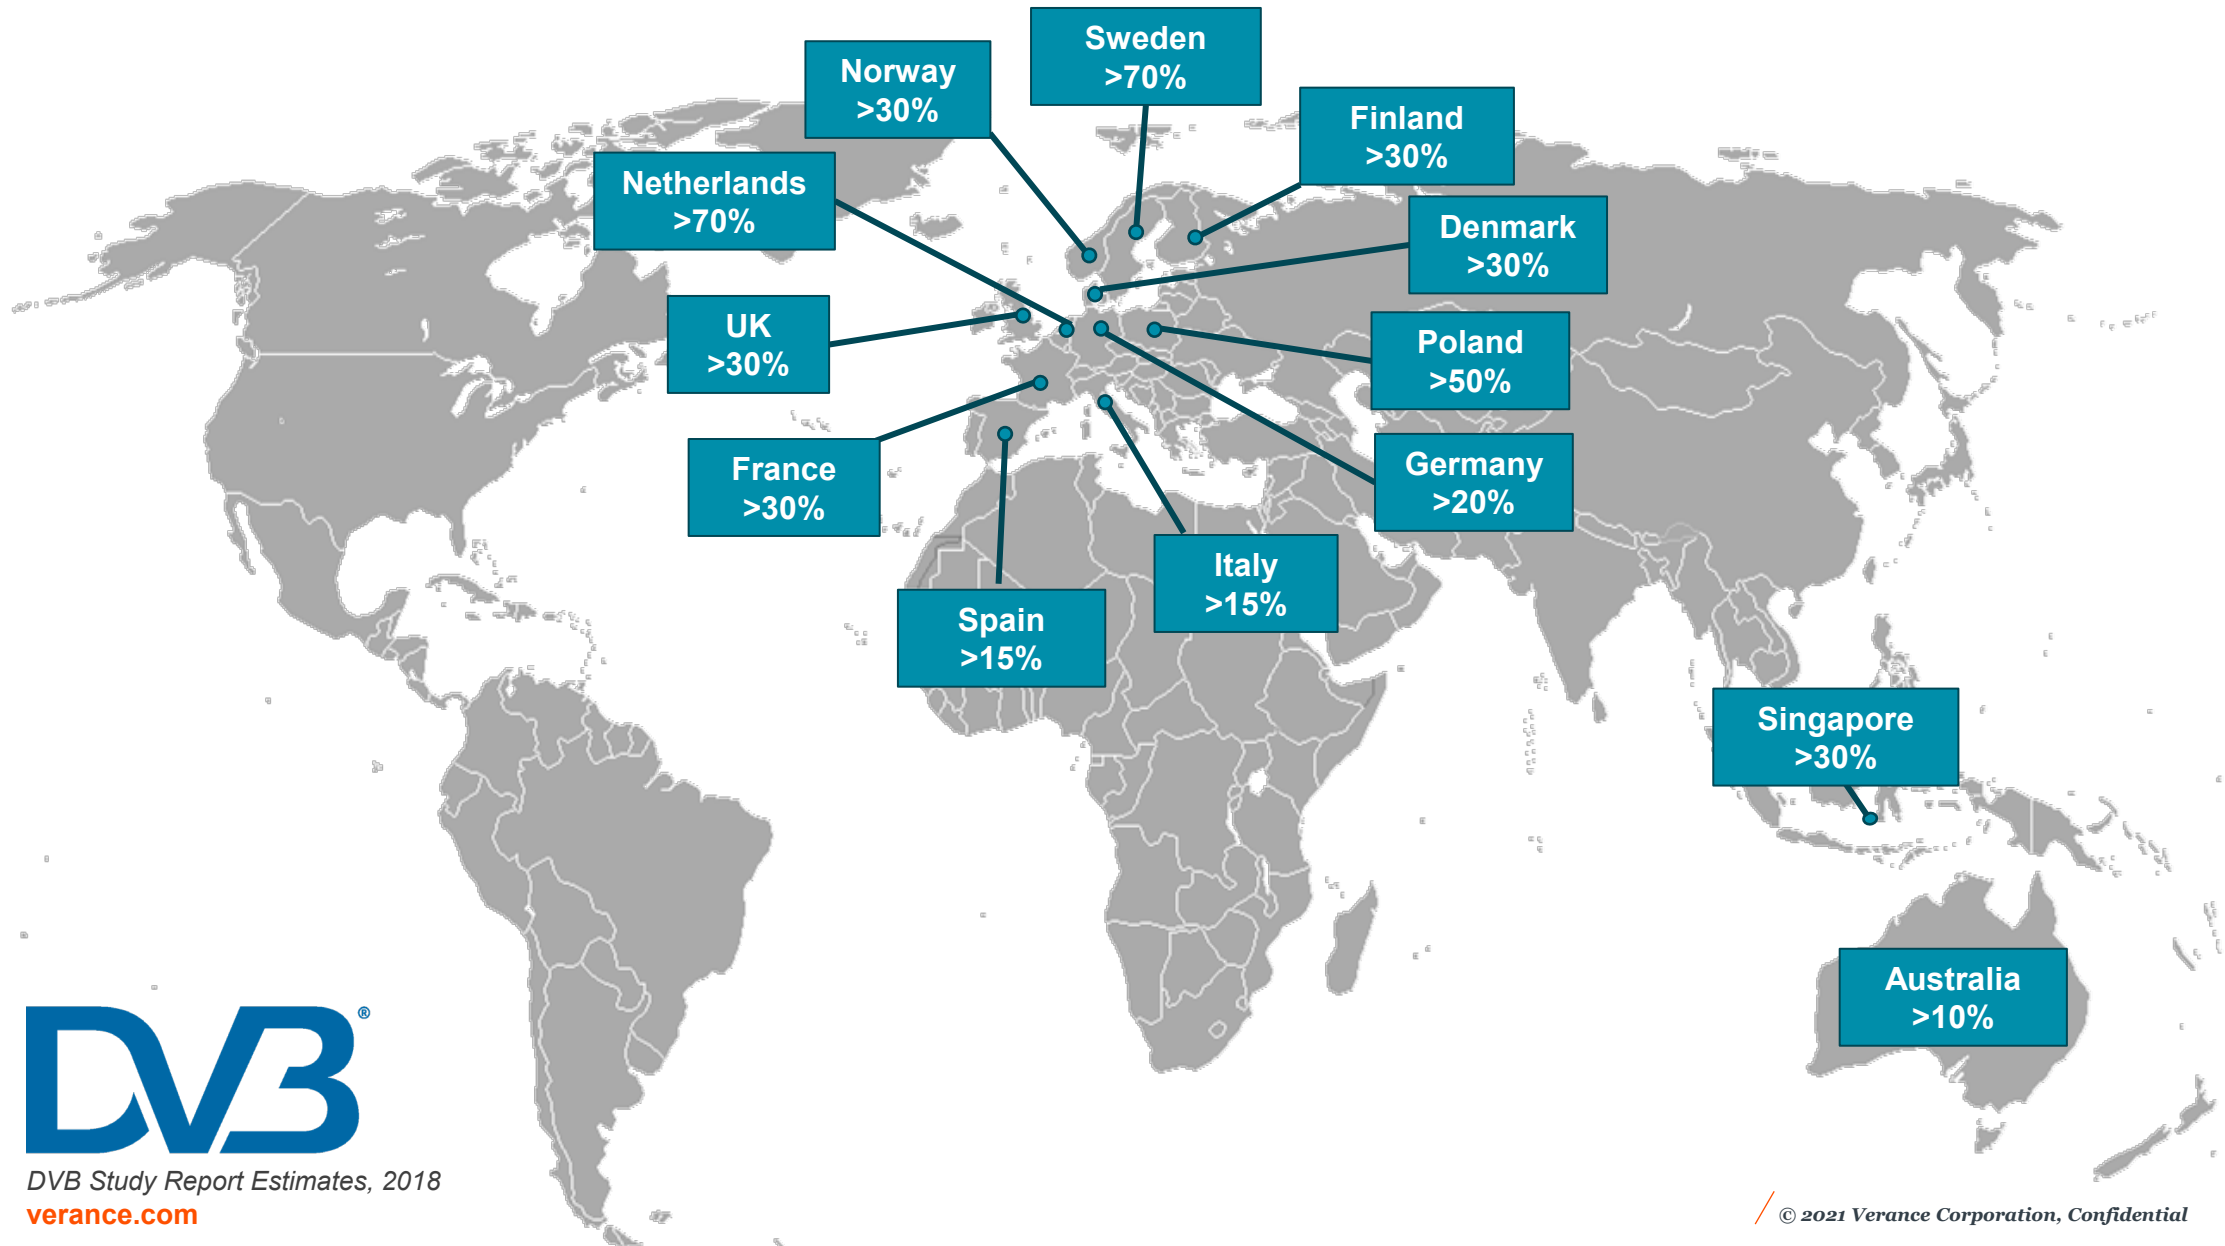 Sweden
>70%
Norway
>30%
Finland
>30%
Netherlands
>70%
Denmark
>30%
UK
>30%
Poland
>50%
France
>30%
Germany
>20%
Italy
>15%
Spain
>15%
Singapore
>30%
Australia
>10%
DVB®
DVB Study Report Estimates, 2018
verance.com
© 2021 Verance Corporation, Confidential